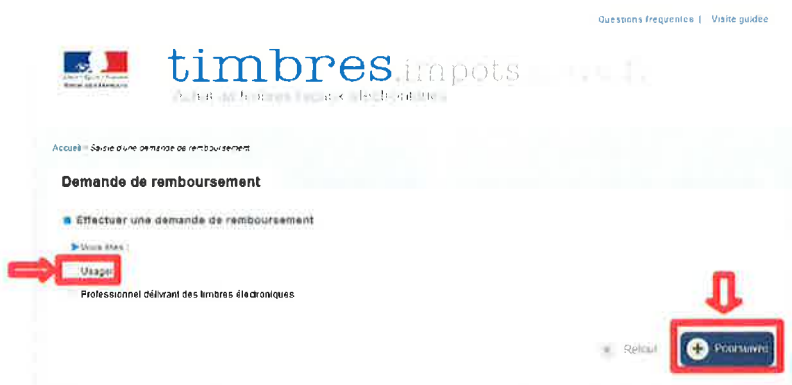 Questions fréquentes | Visite guidée
timbres.impots
Accueil > Saisie d'une demande de remboursement
Demande de remboursement
Effectuer une demande de remboursement
Vous êtes :
Usager
Professionnel délivrant des timbres électroniques
Retour
Poursuivre